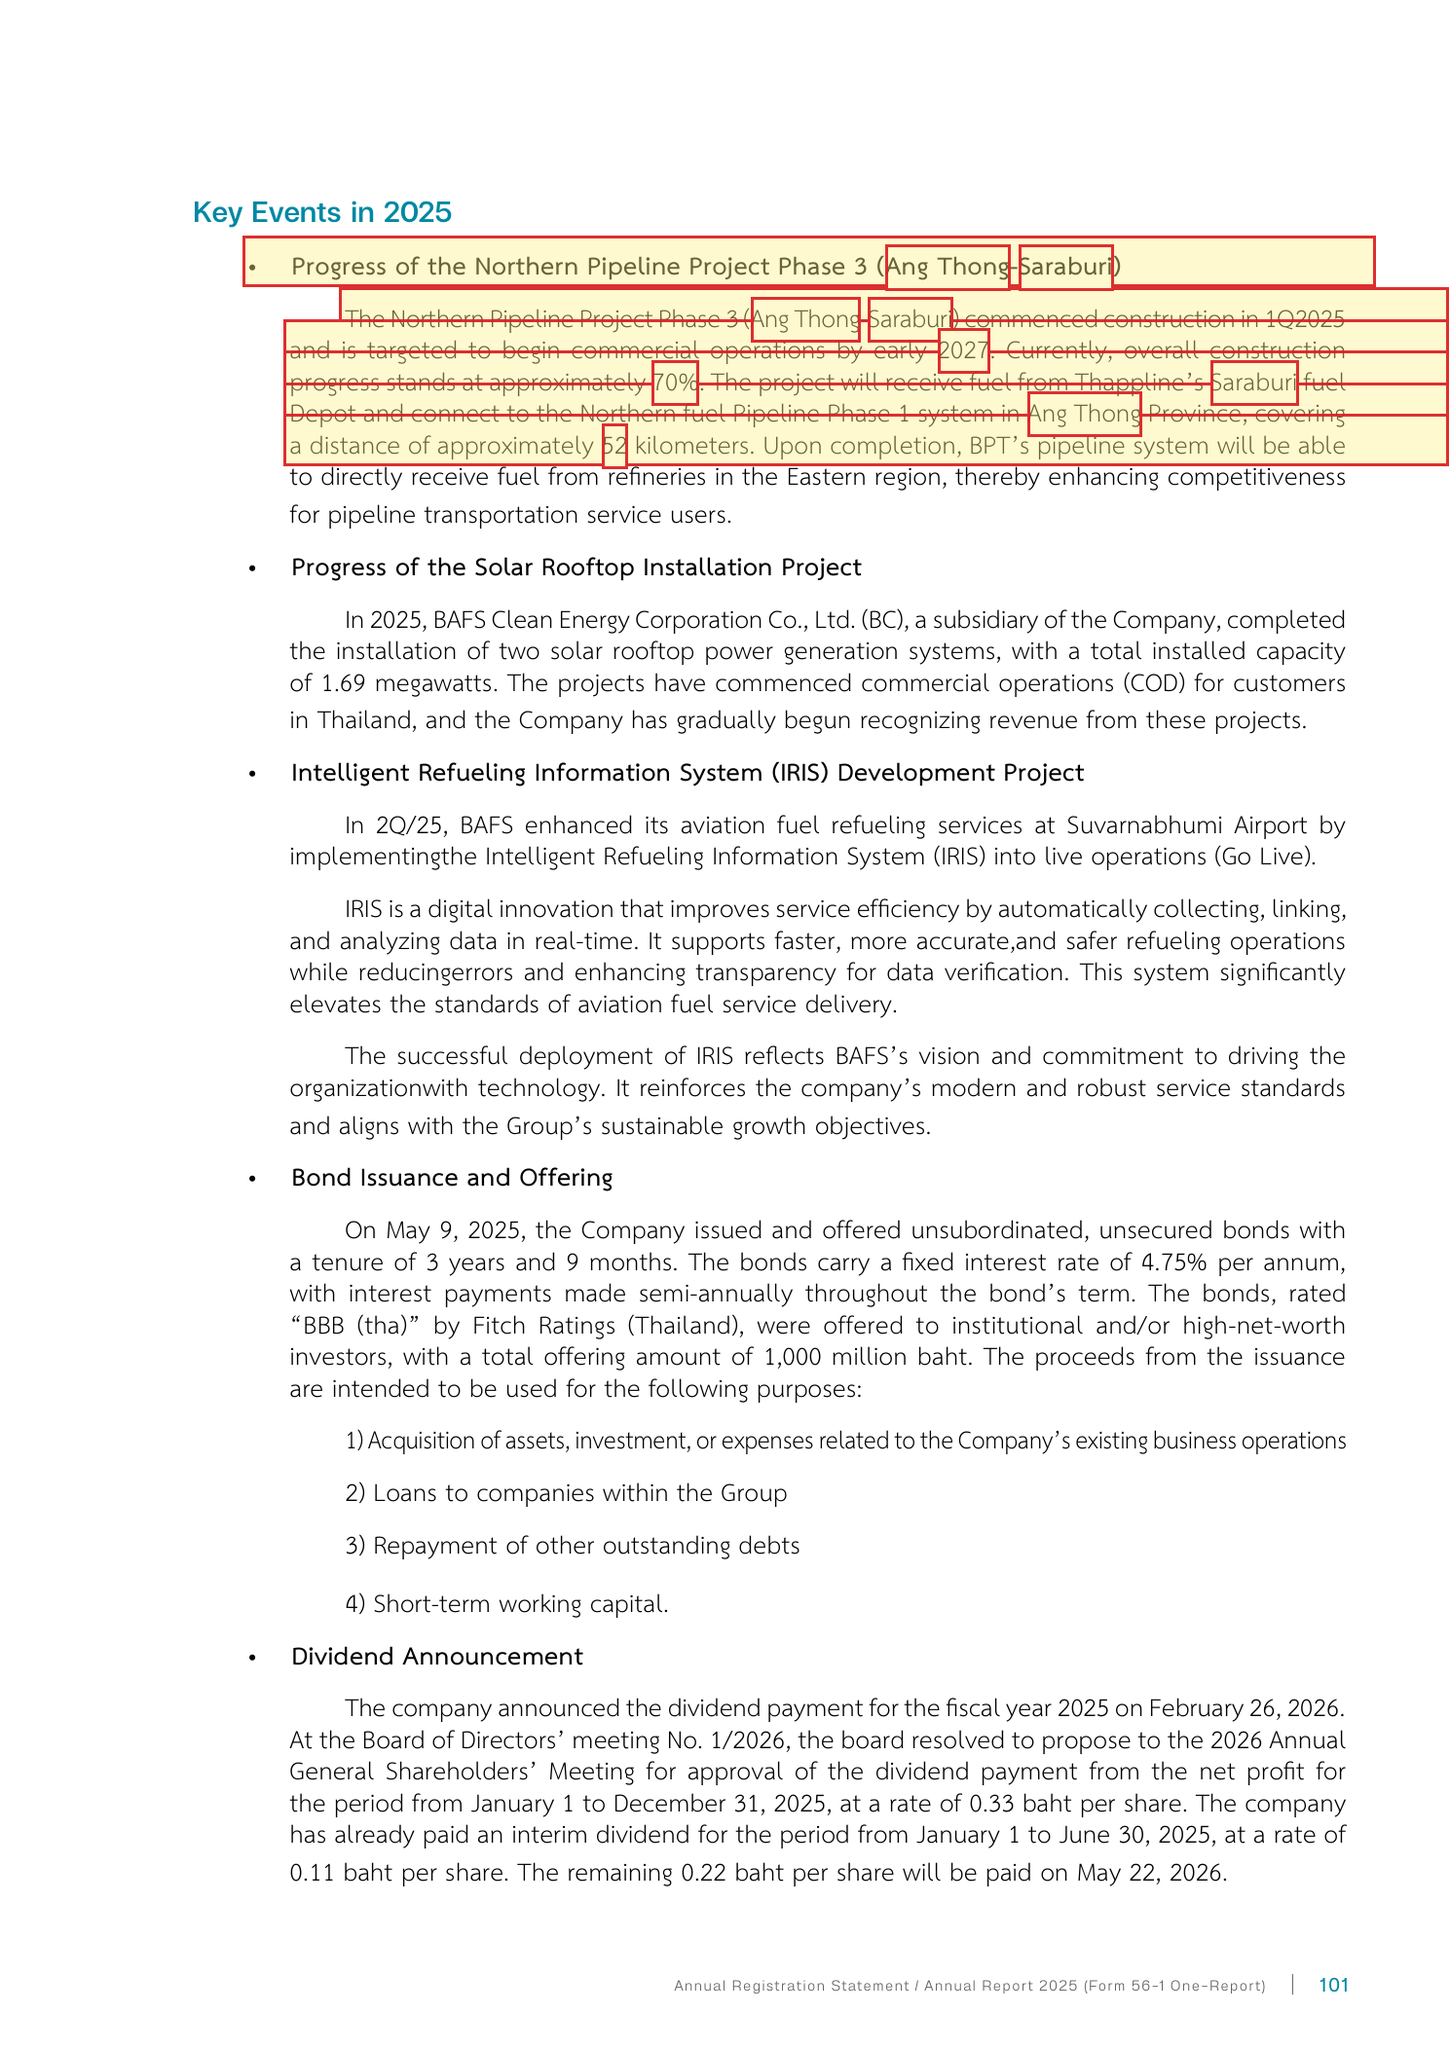 Key Events in 2025
• Progress of the Northern Pipeline Project Phase 3 (Ang Thong-Saraburi)
The Northern Pipeline Project Phase 3 (Ang Thong-Saraburi) commenced construction in 1Q2025
and is targeted to begin commercial operations by early 2027. Currently, overall construction
progress stands at approximately 70%. The project will receive fuel from Thappline’s Saraburi fuel
Depot and connect to the Northern fuel Pipeline Phase 1 system in Ang Thong Province, covering
a distance of approximately 52 kilometers. Upon completion, BPT’s pipeline system will be able
to directly receive fuel from refineries in the Eastern region, thereby enhancing competitiveness
for pipeline transportation service users.
• Progress of the Solar Rooftop Installation Project
In 2025, BAFS Clean Energy Corporation Co., Ltd. (BC), a subsidiary of the Company, completed
the installation of two solar rooftop power generation systems, with a total installed capacity
of 1.69 megawatts. The projects have commenced commercial operations (COD) for customers
in Thailand, and the Company has gradually begun recognizing revenue from these projects.
• Intelligent Refueling Information System (IRIS) Development Project
In 2Q/25, BAFS enhanced its aviation fuel refueling services at Suvarnabhumi Airport by
implementingthe Intelligent Refueling Information System (IRIS) into live operations (Go Live).
IRIS is a digital innovation that improves service efficiency by automatically collecting, linking,
and analyzing data in real-time. It supports faster, more accurate,and safer refueling operations
while reducingerrors and enhancing transparency for data verification. This system significantly
elevates the standards of aviation fuel service delivery.
The successful deployment of IRIS reflects BAFS’s vision and commitment to driving the
organizationwith technology. It reinforces the company’s modern and robust service standards
and aligns with the Group’s sustainable growth objectives.
• Bond Issuance and Offering
On May 9, 2025, the Company issued and offered unsubordinated, unsecured bonds with
a tenure of 3 years and 9 months. The bonds carry a fixed interest rate of 4.75% per annum,
with interest payments made semi-annually throughout the bond’s term. The bonds, rated
“BBB (tha)” by Fitch Ratings (Thailand), were offered to institutional and/or high-net-worth
investors, with a total offering amount of 1,000 million baht. The proceeds from the issuance
are intended to be used for the following purposes:
1) Acquisition of assets, investment, or expenses related to the Company’s existing business operations
2) Loans to companies within the Group
3) Repayment of other outstanding debts
4) Short-term working capital.
• Dividend Announcement
The company announced the dividend payment for the fiscal year 2025 on February 26, 2026.
At the Board of Directors’ meeting No. 1/2026, the board resolved to propose to the 2026 Annual
General Shareholders’ Meeting for approval of the dividend payment from the net profit for
the period from January 1 to December 31, 2025, at a rate of 0.33 baht per share. The company
has already paid an interim dividend for the period from January 1 to June 30, 2025, at a rate of
0.11 baht per share. The remaining 0.22 baht per share will be paid on May 22, 2026.
Annual Registration Statement / Annual Report 2025 (Form 56-1 One-Report) | 101